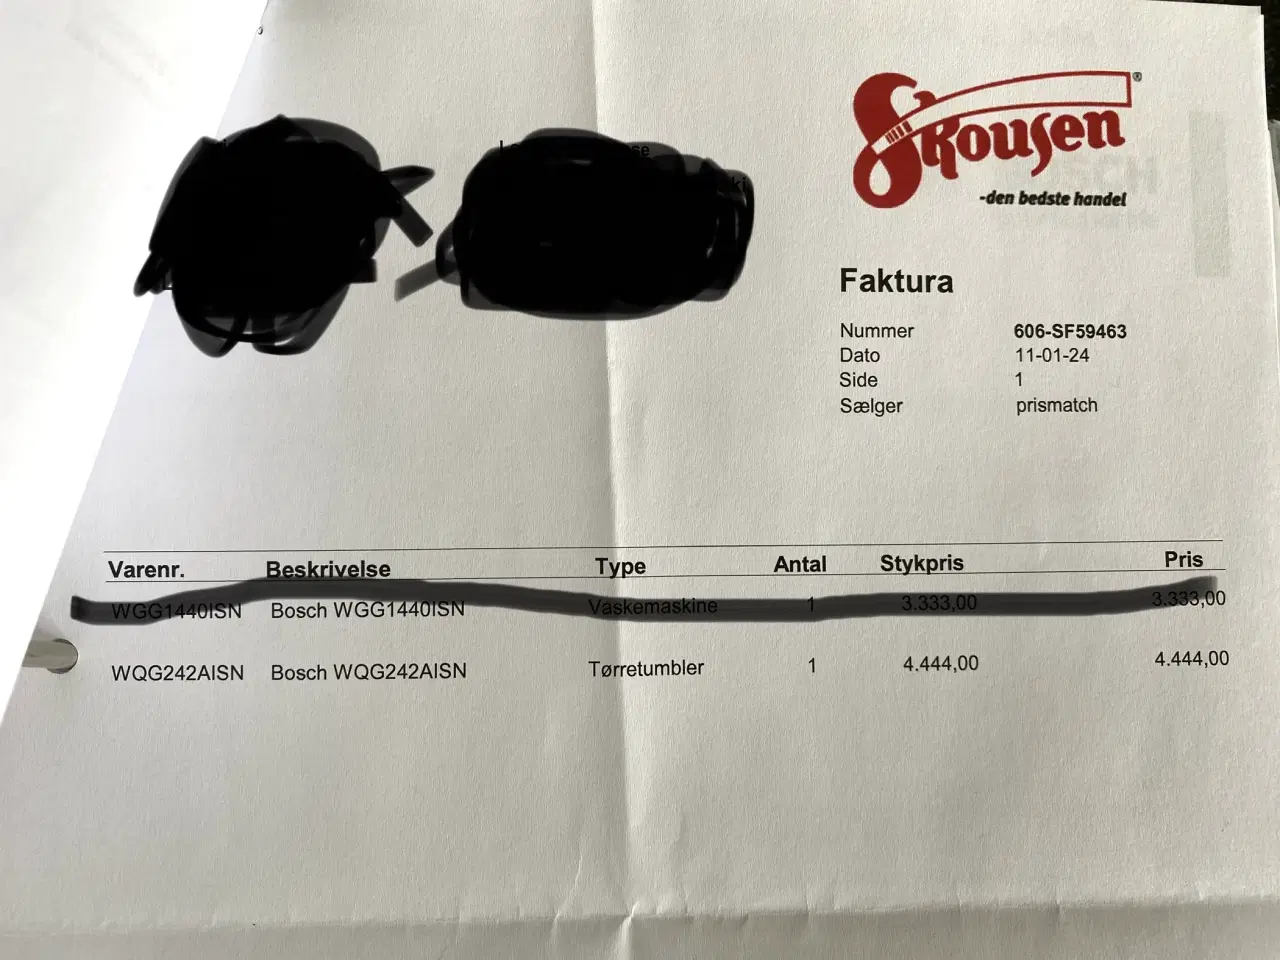 Skousen®
-den bedste handel
Faktura
Nummer 606-SF59463
Dato 11-01-24
Side 1
Sælger prismatch
Varenr. Beskrivelse Type Antal Stykpris Pris
WGG1440ISN Bosch WGG1440ISN Vaskemaskine 1 3.333,00 3.333,00
WQG242AISN Bosch WQG242AISN Tørretumbler 1 4.444,00 4.444,00